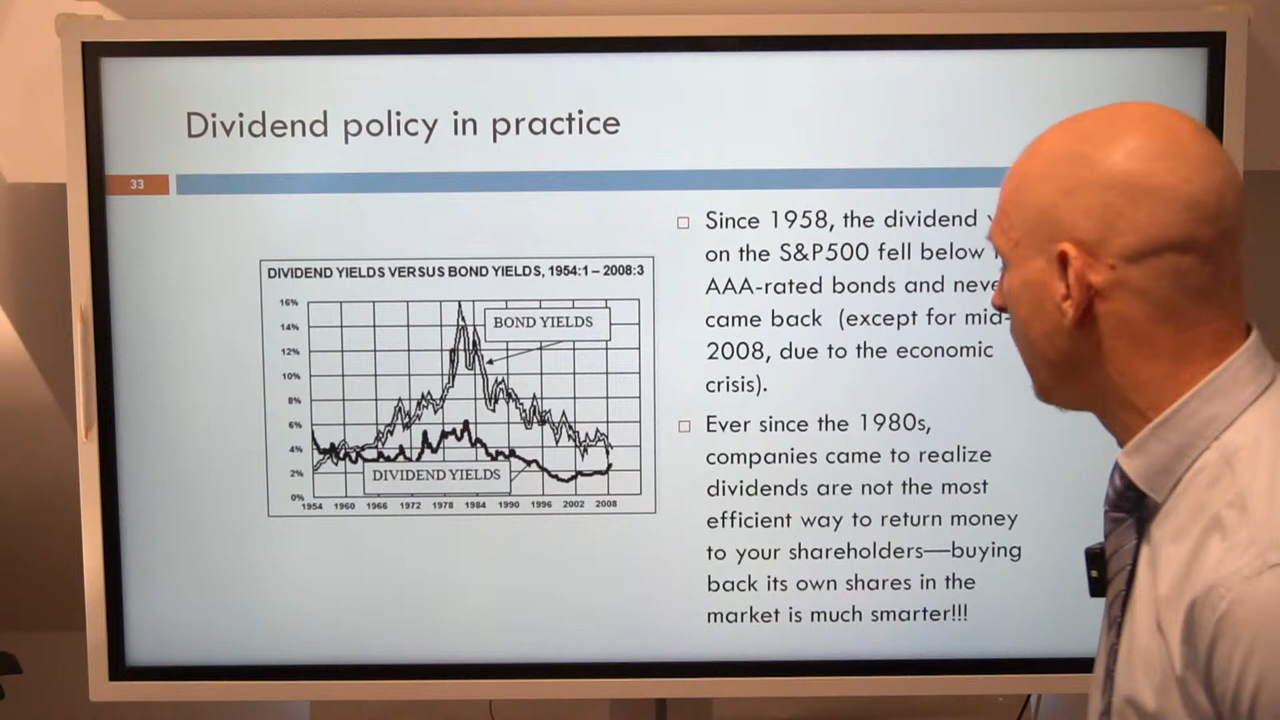 Dividend policy in practice
33
Since 1958, the dividend
on the S&P500 fell below
AAA-rated bonds and
came back (except for mid-
2008, due to the economic
crisis).
Ever since the 1980s,
companies came to realize
dividends are not the most
efficient way to return money
to your shareholders—buying
back its own shares in the
market is much smarter!!!
DIVIDEND YIELDS VERSUS BOND YIELDS, 1954:1 – 2008:3
16%
14%
12%
10%
8%
6%
4%
2%
0%
BOND YIELDS
DIVIDEND YIELDS
1954 1960 1966 1972 1978 1984 1990 1996 2002 2008